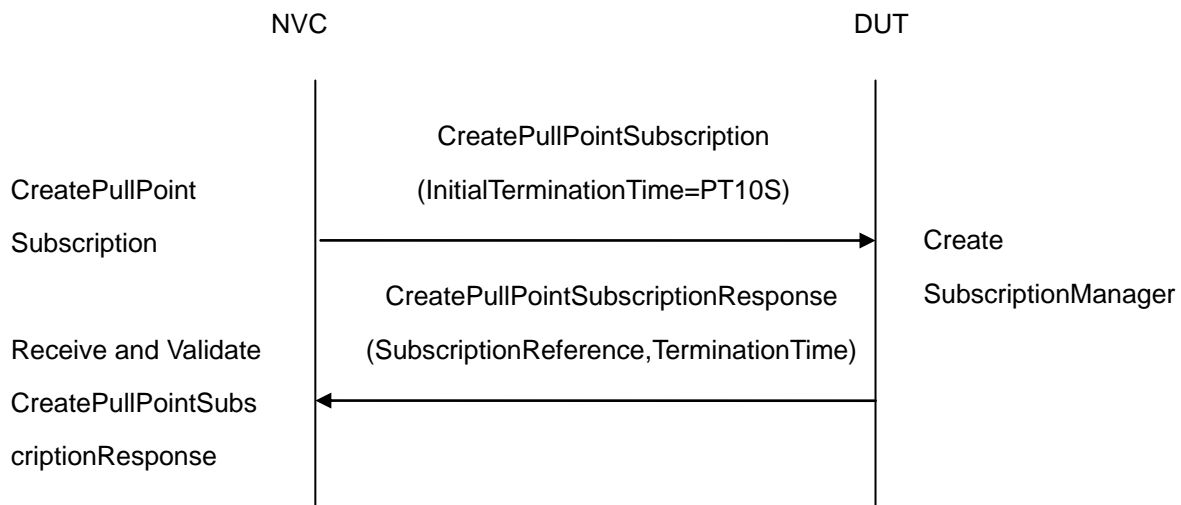 NVC
DUT
CreatePullPointSubscription
(InitialTerminationTime=PT10S)
CreatePullPoint
Subscription
Create
SubscriptionManager
CreatePullPointSubscriptionResponse
(SubscriptionReference,TerminationTime)
Receive and Validate
CreatePullPointSubs
criptionResponse